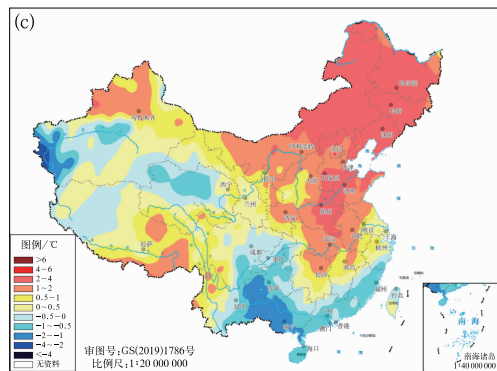 (c)
哈尔滨
长春
沈阳
乌鲁木齐
呼和浩特
北京
天津
银川
太原
石家庄
济南
西宁
兰州
郑州
西安
拉萨
成都
重庆
武汉
合肥
南京
上海
杭州
南昌
长沙
贵阳
昆明
福州
台北
南宁
香港
澳门
海口
图例/℃
>6
4~6
2~4
1~2
0.5~1
0~0.5
-0.5~0
-1~-0.5
-2~-1
-4~-2
<-4
无资料
审图号:GS(2019)1786号
比例尺:1:20 000 000
南海
南海诸岛
1:40 000 000